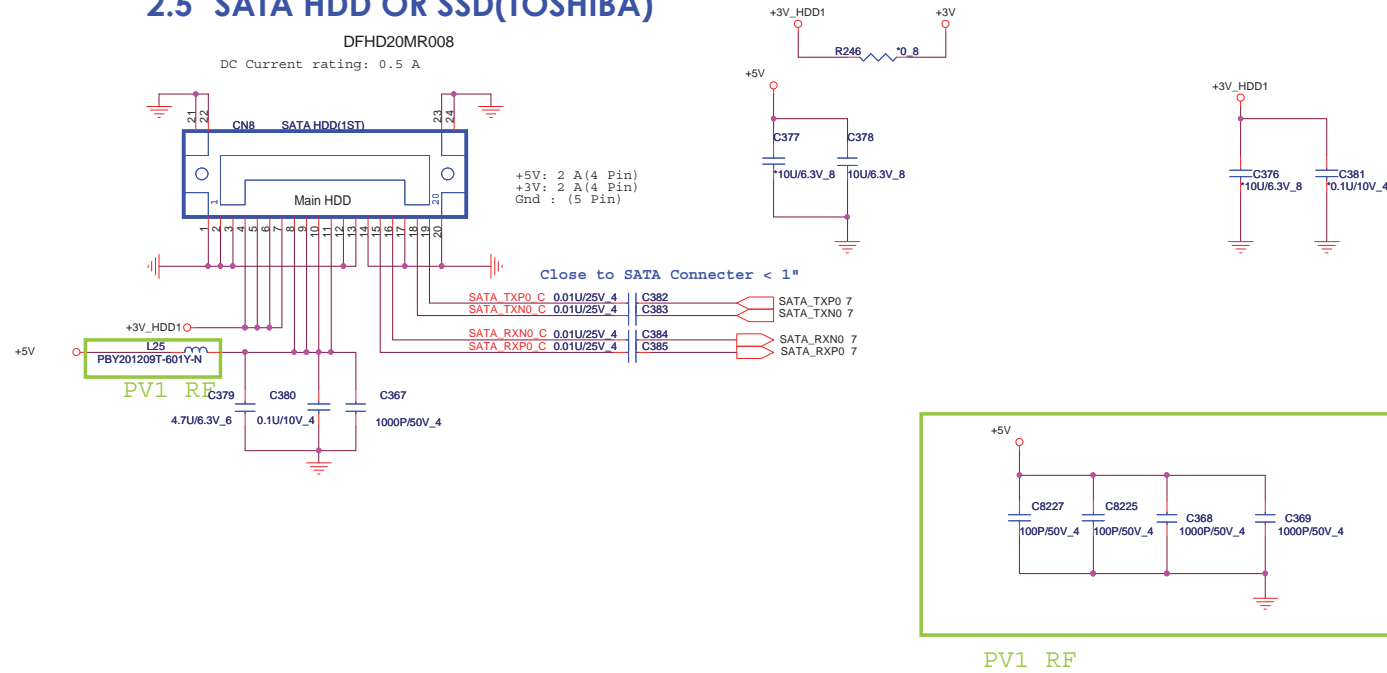 2.5" SATA HDD OR SSD(TOSHIBA)
DFHD20MR008
DC Current rating: 0.5 A
21
22
23
24
CN8 SATA HDD(1ST)
1
20
Main HDD
1
2
3
4
5
6
7
8
9
10
11
12
13
14
15
16
17
18
19
20
+5V: 2 A(4 Pin)
+3V: 2 A(4 Pin)
Gnd : (5 Pin)
Close to SATA Connecter < 1"
SATA_TXP0_C 0.01U/25V_4 C382 SATA_TXP0 7
SATA_TXN0_C 0.01U/25V_4 C383 SATA_TXN0 7
SATA_RXN0_C 0.01U/25V_4 C384 SATA_RXN0 7
SATA_RXP0_C 0.01U/25V_4 C385 SATA_RXP0 7
+3V_HDD1
+5V
L25
PBY201209T-601Y-N
PV1 RF
C379 C380 C367
4.7U/6.3V_6 0.1U/10V_4 1000P/50V_4
+3V_HDD1 +3V
R246 *0_8
+5V
C377 C378
*10U/6.3V_8 10U/6.3V_8
+3V_HDD1
C376 C381
*10U/6.3V_8 *0.1U/10V_4
+5V
C8227 C8225 C368 C369
100P/50V_4 100P/50V_4 1000P/50V_4 1000P/50V_4
PV1 RF